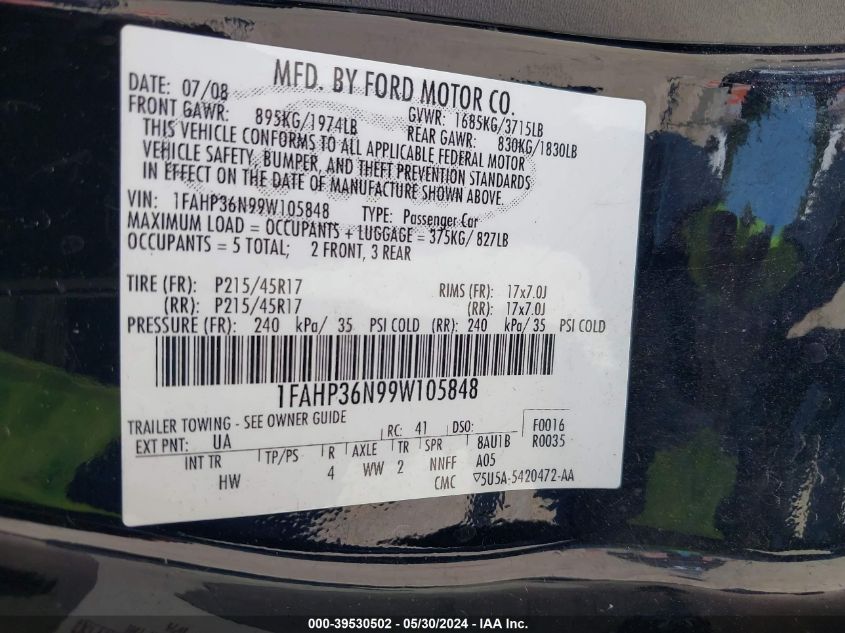 MFD. BY FORD MOTOR CO.
DATE: 07/08 GVWR: 1685KG/3715LB
FRONT GAWR: 895KG/1974LB REAR GAWR: 830KG/1830LB
THIS VEHICLE CONFORMS TO ALL APPLICABLE FEDERAL MOTOR
VEHICLE SAFETY, BUMPER, AND THEFT PREVENTION STANDARDS
IN EFFECT ON THE DATE OF MANUFACTURE SHOWN ABOVE.
VIN: 1FAHP36N99W105848 TYPE: Passenger Car
MAXIMUM LOAD = OCCUPANTS + LUGGAGE = 375KG/ 827LB
OCCUPANTS = 5 TOTAL; 2 FRONT, 3 REAR
TIRE (FR): P215/45R17 RIMS (FR): 17x7.0J
(RR): P215/45R17 (RR): 17x7.0J
PRESSURE (FR): 240 kPa/ 35 PSI COLD (RR): 240 kPa/ 35 PSI COLD
1FAHP36N99W105848
TRAILER TOWING - SEE OWNER GUIDE F0016
EXT PNT: UA RC: 41 DSO: R0035
INT TR TP/PS R AXLE TR SPR 8AU1B
HW 4 WW 2 NNFF A05
CMC ▽5U5A-5420472-AA
000-39530502 - 05/30/2024 - IAA Inc.